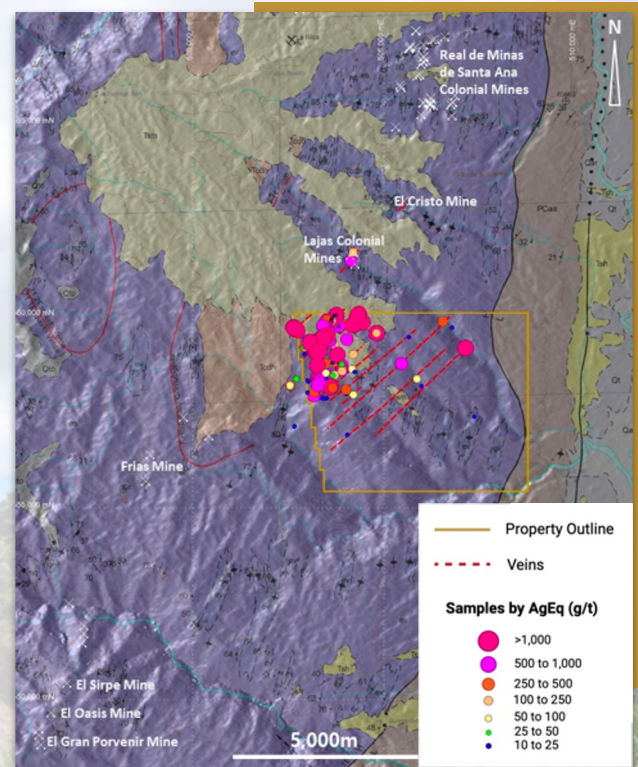 N
Real de Minas
de Santa Ana
Colonial Mines
El Cristo Mine
Lajas Colonial
Mines
Frias Mine
El Sirpe Mine
El Oasis Mine
El Gran Porvenir Mine
5,000m
Property Outline
Veins
Samples by AgEq (g/t)
>1,000
500 to 1,000
250 to 500
100 to 250
50 to 100
25 to 50
10 to 25